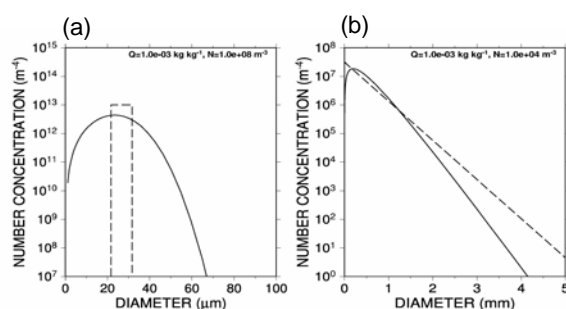 (a)
Q=1.0e-03 kg kg⁻¹, N=1.0e+08 m⁻³
NUMBER CONCENTRATION (m⁻⁴)
10¹⁵
10¹⁴
10¹³
10¹²
10¹¹
10¹⁰
10⁹
10⁸
10⁷
0 20 40 60 80 100
DIAMETER (μm)
(b)
Q=1.0e-03 kg kg⁻¹, N=1.0e+04 m⁻³
NUMBER CONCENTRATION (m⁻⁴)
10⁸
10⁷
10⁶
10⁵
10⁴
10³
10²
10¹
10⁰
0 1 2 3 4 5
DIAMETER (mm)